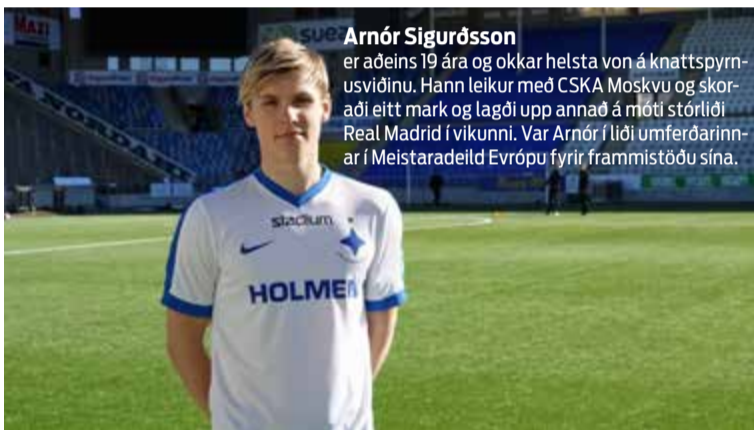 MAXI
suez
Arnór Sigurðsson
er aðeins 19 ára og okkar helsta von á knattspyrn-
usviðinu. Hann leikur með CSKA Moskvu og skor-
aði eitt mark og lagði upp annað á móti stórliði
Real Madrid í vikunni. Var Arnór í liði umferðarinn-
ar í Meistaradeild Evrópu fyrir frammistöðu sína.
stadium
HOLMEN